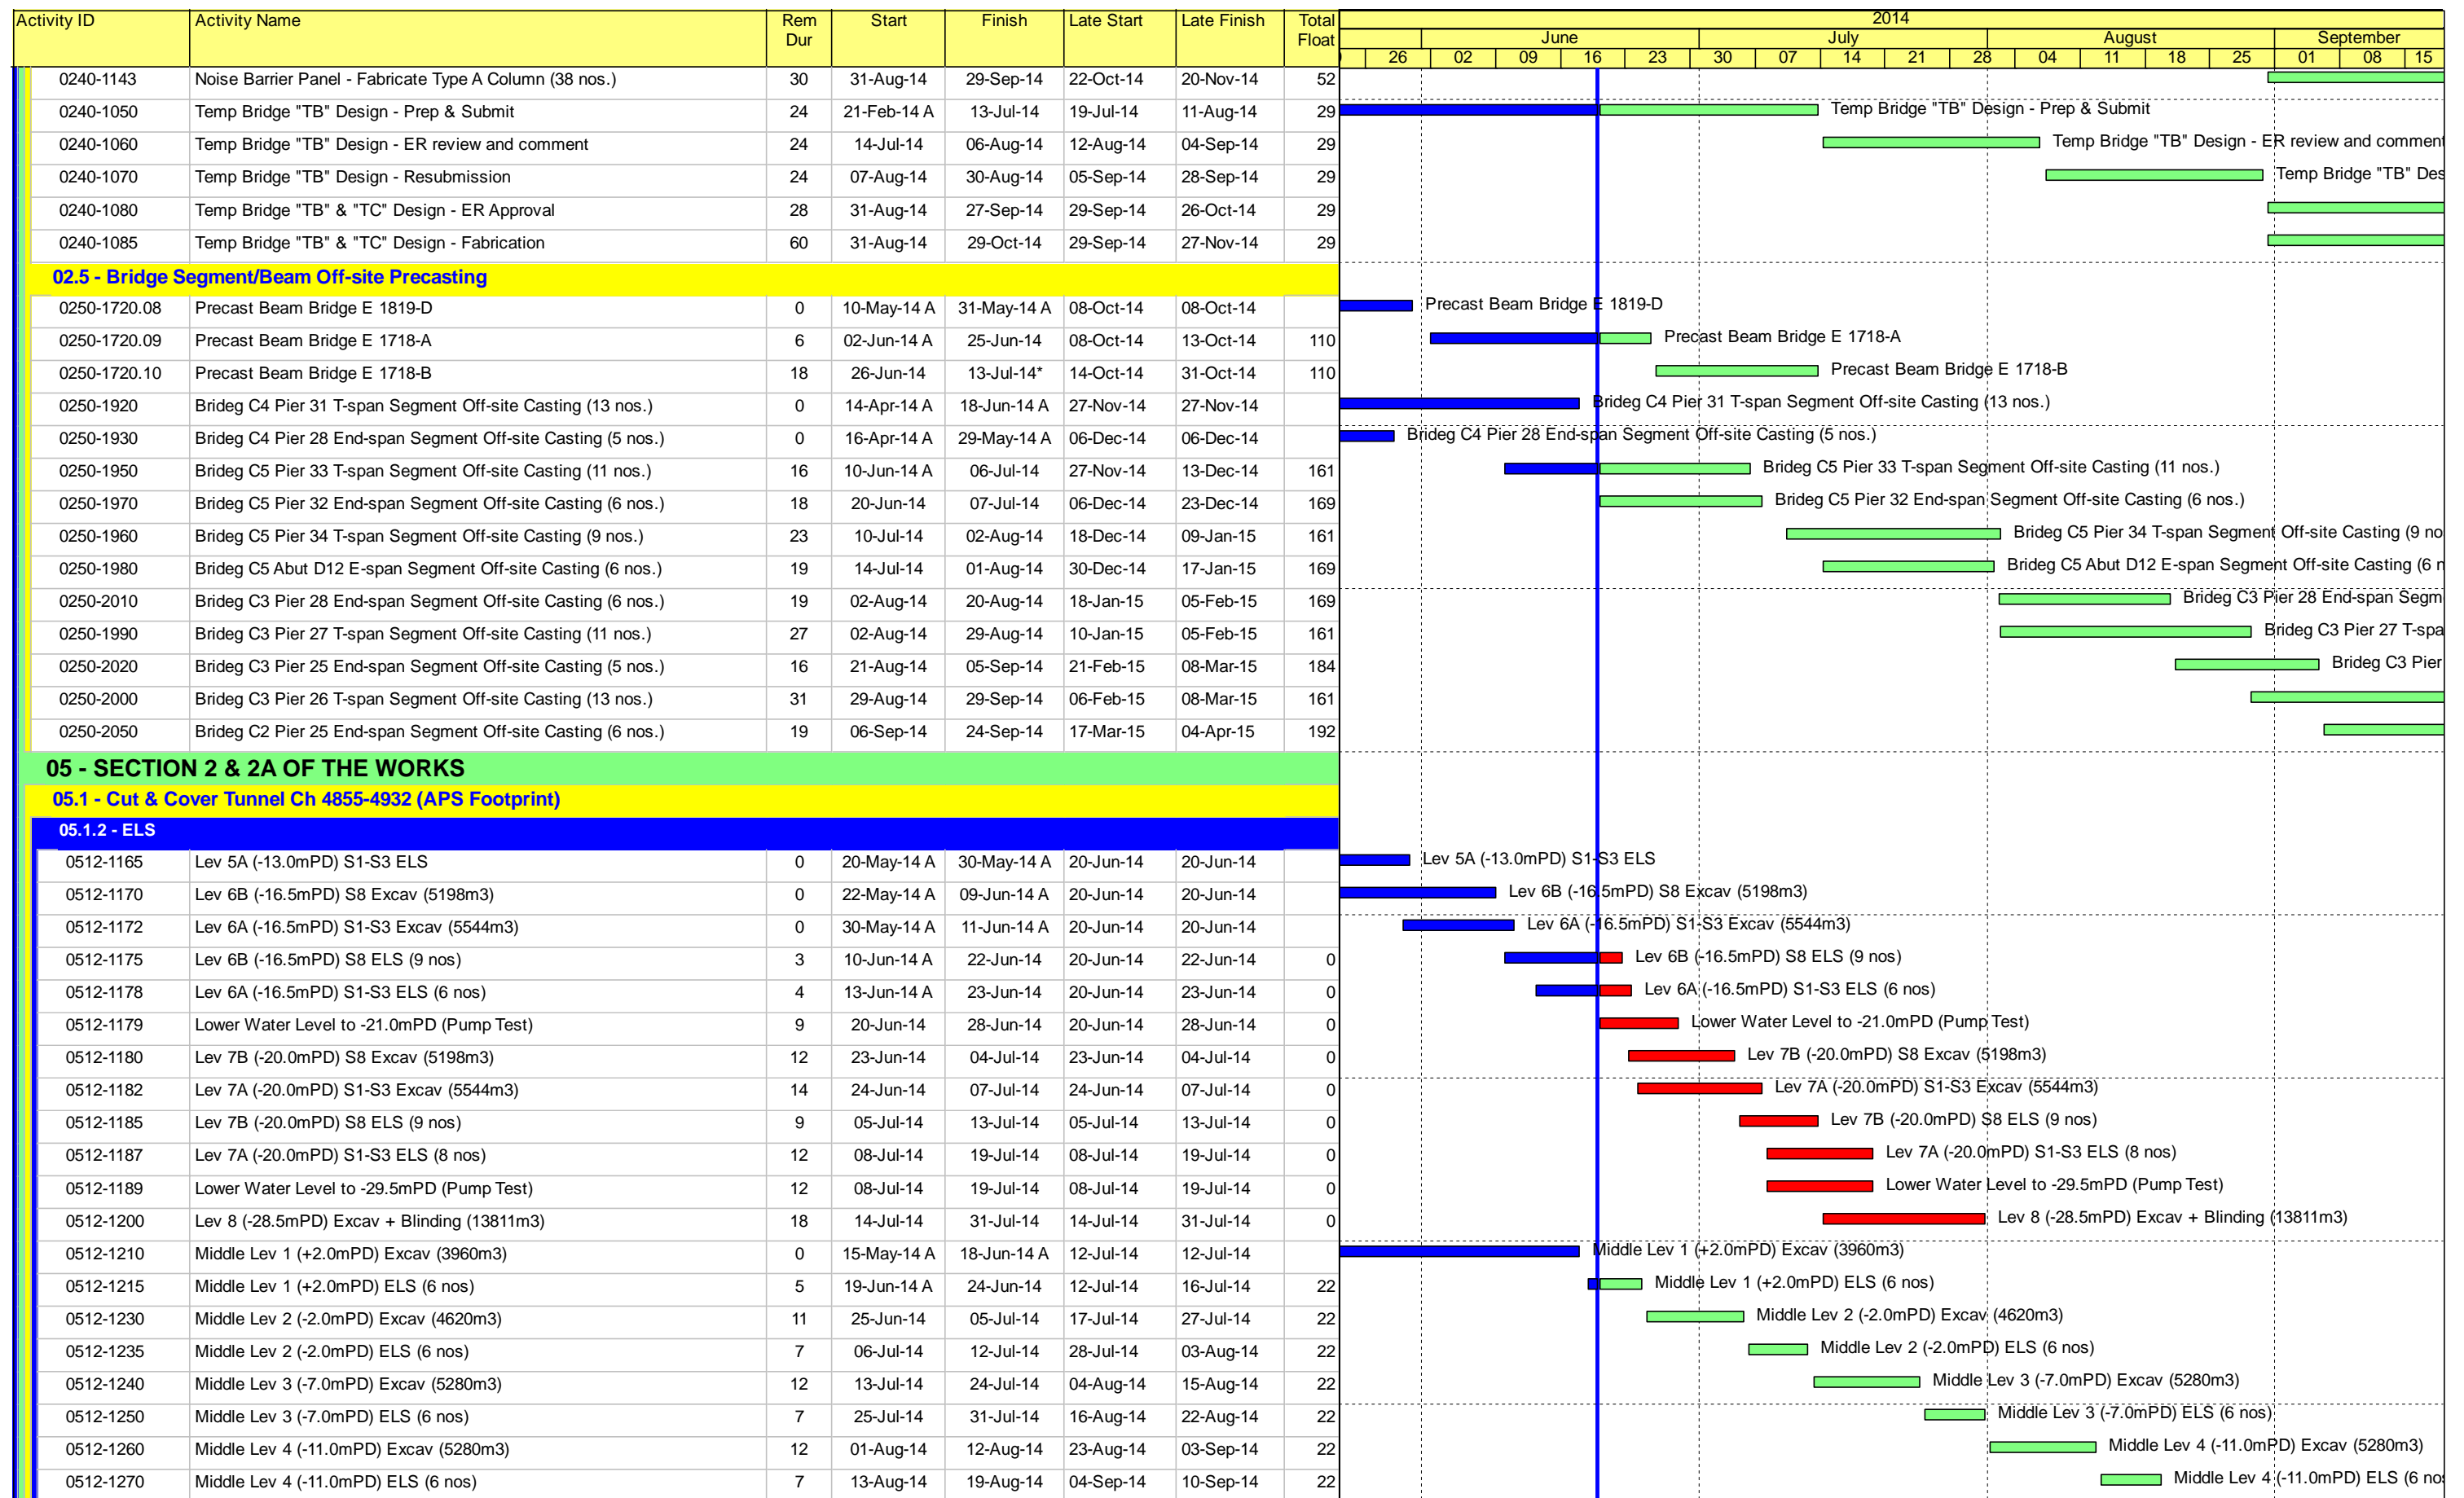 Activity ID Activity Name Rem Dur Start Finish Late Start Late Finish Total Float 2014
June July August September
26 02 09 16 23 30 07 14 21 28 04 11 18 25 01 08 15
0240-1143 Noise Barrier Panel - Fabricate Type A Column (38 nos.) 30 31-Aug-14 29-Sep-14 22-Oct-14 20-Nov-14 52
0240-1050 Temp Bridge "TB" Design - Prep & Submit 24 21-Feb-14 A 13-Jul-14 19-Jul-14 11-Aug-14 29 Temp Bridge "TB" Design - Prep & Submit
0240-1060 Temp Bridge "TB" Design - ER review and comment 24 14-Jul-14 06-Aug-14 12-Aug-14 04-Sep-14 29 Temp Bridge "TB" Design - ER review and comment
0240-1070 Temp Bridge "TB" Design - Resubmission 24 07-Aug-14 30-Aug-14 05-Sep-14 28-Sep-14 29 Temp Bridge "TB" Des
0240-1080 Temp Bridge "TB" & "TC" Design - ER Approval 28 31-Aug-14 27-Sep-14 29-Sep-14 26-Oct-14 29
0240-1085 Temp Bridge "TB" & "TC" Design - Fabrication 60 31-Aug-14 29-Oct-14 29-Sep-14 27-Nov-14 29
02.5 - Bridge Segment/Beam Off-site Precasting
0250-1720.08 Precast Beam Bridge E 1819-D 0 10-May-14 A 31-May-14 A 08-Oct-14 08-Oct-14 Precast Beam Bridge E 1819-D
0250-1720.09 Precast Beam Bridge E 1718-A 6 02-Jun-14 A 25-Jun-14 08-Oct-14 13-Oct-14 110 Precast Beam Bridge E 1718-A
0250-1720.10 Precast Beam Bridge E 1718-B 18 26-Jun-14 13-Jul-14* 14-Oct-14 31-Oct-14 110 Precast Beam Bridge E 1718-B
0250-1920 Brideg C4 Pier 31 T-span Segment Off-site Casting (13 nos.) 0 14-Apr-14 A 18-Jun-14 A 27-Nov-14 27-Nov-14 Brideg C4 Pier 31 T-span Segment Off-site Casting (13 nos.)
0250-1930 Brideg C4 Pier 28 End-span Segment Off-site Casting (5 nos.) 0 16-Apr-14 A 29-May-14 A 06-Dec-14 06-Dec-14 Brideg C4 Pier 28 End-span Segment Off-site Casting (5 nos.)
0250-1950 Brideg C5 Pier 33 T-span Segment Off-site Casting (11 nos.) 16 10-Jun-14 A 06-Jul-14 27-Nov-14 13-Dec-14 161 Brideg C5 Pier 33 T-span Segment Off-site Casting (11 nos.)
0250-1970 Brideg C5 Pier 32 End-span Segment Off-site Casting (6 nos.) 18 20-Jun-14 07-Jul-14 06-Dec-14 23-Dec-14 169 Brideg C5 Pier 32 End-span Segment Off-site Casting (6 nos.)
0250-1960 Brideg C5 Pier 34 T-span Segment Off-site Casting (9 nos.) 23 10-Jul-14 02-Aug-14 18-Dec-14 09-Jan-15 161 Brideg C5 Pier 34 T-span Segment Off-site Casting (9 no
0250-1980 Brideg C5 Abut D12 E-span Segment Off-site Casting (6 nos.) 19 14-Jul-14 01-Aug-14 30-Dec-14 17-Jan-15 169 Brideg C5 Abut D12 E-span Segment Off-site Casting (6 n
0250-2010 Brideg C3 Pier 28 End-span Segment Off-site Casting (6 nos.) 19 02-Aug-14 20-Aug-14 18-Jan-15 05-Feb-15 169 Brideg C3 Pier 28 End-span Segm
0250-1990 Brideg C3 Pier 27 T-span Segment Off-site Casting (11 nos.) 27 02-Aug-14 29-Aug-14 10-Jan-15 05-Feb-15 161 Brideg C3 Pier 27 T-spa
0250-2020 Brideg C3 Pier 25 End-span Segment Off-site Casting (5 nos.) 16 21-Aug-14 05-Sep-14 21-Feb-15 08-Mar-15 184 Brideg C3 Pier
0250-2000 Brideg C3 Pier 26 T-span Segment Off-site Casting (13 nos.) 31 29-Aug-14 29-Sep-14 06-Feb-15 08-Mar-15 161
0250-2050 Brideg C2 Pier 25 End-span Segment Off-site Casting (6 nos.) 19 06-Sep-14 24-Sep-14 17-Mar-15 04-Apr-15 192
05 - SECTION 2 & 2A OF THE WORKS
05.1 - Cut & Cover Tunnel Ch 4855-4932 (APS Footprint)
05.1.2 - ELS
0512-1165 Lev 5A (-13.0mPD) S1-S3 ELS 0 20-May-14 A 30-May-14 A 20-Jun-14 20-Jun-14 Lev 5A (-13.0mPD) S1-S3 ELS
0512-1170 Lev 6B (-16.5mPD) S8 Excav (5198m3) 0 22-May-14 A 09-Jun-14 A 20-Jun-14 20-Jun-14 Lev 6B (-16.5mPD) S8 Excav (5198m3)
0512-1172 Lev 6A (-16.5mPD) S1-S3 Excav (5544m3) 0 30-May-14 A 11-Jun-14 A 20-Jun-14 20-Jun-14 Lev 6A (-16.5mPD) S1-S3 Excav (5544m3)
0512-1175 Lev 6B (-16.5mPD) S8 ELS (9 nos) 3 10-Jun-14 A 22-Jun-14 20-Jun-14 22-Jun-14 0 Lev 6B (-16.5mPD) S8 ELS (9 nos)
0512-1178 Lev 6A (-16.5mPD) S1-S3 ELS (6 nos) 4 13-Jun-14 A 23-Jun-14 20-Jun-14 23-Jun-14 0 Lev 6A (-16.5mPD) S1-S3 ELS (6 nos)
0512-1179 Lower Water Level to -21.0mPD (Pump Test) 9 20-Jun-14 28-Jun-14 20-Jun-14 28-Jun-14 0 Lower Water Level to -21.0mPD (Pump Test)
0512-1180 Lev 7B (-20.0mPD) S8 Excav (5198m3) 12 23-Jun-14 04-Jul-14 23-Jun-14 04-Jul-14 0 Lev 7B (-20.0mPD) S8 Excav (5198m3)
0512-1182 Lev 7A (-20.0mPD) S1-S3 Excav (5544m3) 14 24-Jun-14 07-Jul-14 24-Jun-14 07-Jul-14 0 Lev 7A (-20.0mPD) S1-S3 Excav (5544m3)
0512-1185 Lev 7B (-20.0mPD) S8 ELS (9 nos) 9 05-Jul-14 13-Jul-14 05-Jul-14 13-Jul-14 0 Lev 7B (-20.0mPD) S8 ELS (9 nos)
0512-1187 Lev 7A (-20.0mPD) S1-S3 ELS (8 nos) 12 08-Jul-14 19-Jul-14 08-Jul-14 19-Jul-14 0 Lev 7A (-20.0mPD) S1-S3 ELS (8 nos)
0512-1189 Lower Water Level to -29.5mPD (Pump Test) 12 08-Jul-14 19-Jul-14 08-Jul-14 19-Jul-14 0 Lower Water Level to -29.5mPD (Pump Test)
0512-1200 Lev 8 (-28.5mPD) Excav + Blinding (13811m3) 18 14-Jul-14 31-Jul-14 14-Jul-14 31-Jul-14 0 Lev 8 (-28.5mPD) Excav + Blinding (13811m3)
0512-1210 Middle Lev 1 (+2.0mPD) Excav (3960m3) 0 15-May-14 A 18-Jun-14 A 12-Jul-14 12-Jul-14 Middle Lev 1 (+2.0mPD) Excav (3960m3)
0512-1215 Middle Lev 1 (+2.0mPD) ELS (6 nos) 5 19-Jun-14 A 24-Jun-14 12-Jul-14 16-Jul-14 22 Middle Lev 1 (+2.0mPD) ELS (6 nos)
0512-1230 Middle Lev 2 (-2.0mPD) Excav (4620m3) 11 25-Jun-14 05-Jul-14 17-Jul-14 27-Jul-14 22 Middle Lev 2 (-2.0mPD) Excav (4620m3)
0512-1235 Middle Lev 2 (-2.0mPD) ELS (6 nos) 7 06-Jul-14 12-Jul-14 28-Jul-14 03-Aug-14 22 Middle Lev 2 (-2.0mPD) ELS (6 nos)
0512-1240 Middle Lev 3 (-7.0mPD) Excav (5280m3) 12 13-Jul-14 24-Jul-14 04-Aug-14 15-Aug-14 22 Middle Lev 3 (-7.0mPD) Excav (5280m3)
0512-1250 Middle Lev 3 (-7.0mPD) ELS (6 nos) 7 25-Jul-14 31-Jul-14 16-Aug-14 22-Aug-14 22 Middle Lev 3 (-7.0mPD) ELS (6 nos)
0512-1260 Middle Lev 4 (-11.0mPD) Excav (5280m3) 12 01-Aug-14 12-Aug-14 23-Aug-14 03-Sep-14 22 Middle Lev 4 (-11.0mPD) Excav (5280m3)
0512-1270 Middle Lev 4 (-11.0mPD) ELS (6 nos) 7 13-Aug-14 19-Aug-14 04-Sep-14 10-Sep-14 22 Middle Lev 4 (-11.0mPD) ELS (6 nos